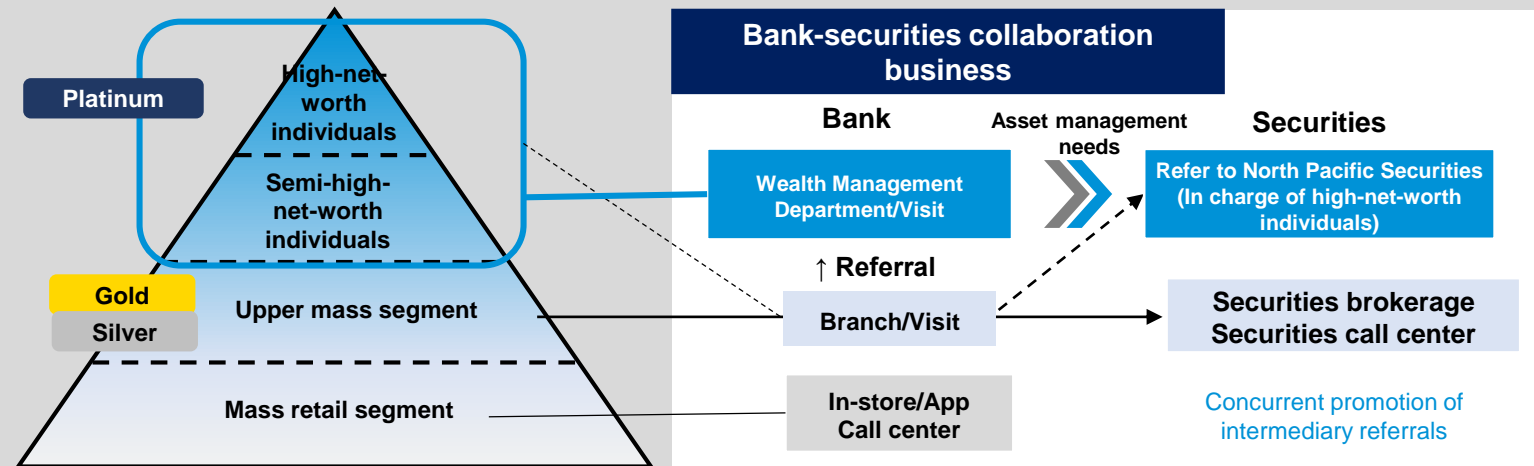 Platinum
High-net-
worth
individuals
Semi-high-
net-worth
individuals
Gold
Silver
Upper mass segment
Mass retail segment
Bank-securities collaboration
business
Bank
Asset management
needs
Securities
Wealth Management
Department/Visit
Refer to North Pacific Securities
(In charge of high-net-worth
individuals)
↑ Referral
Branch/Visit
Securities brokerage
Securities call center
In-store/App
Call center
Concurrent promotion of
intermediary referrals